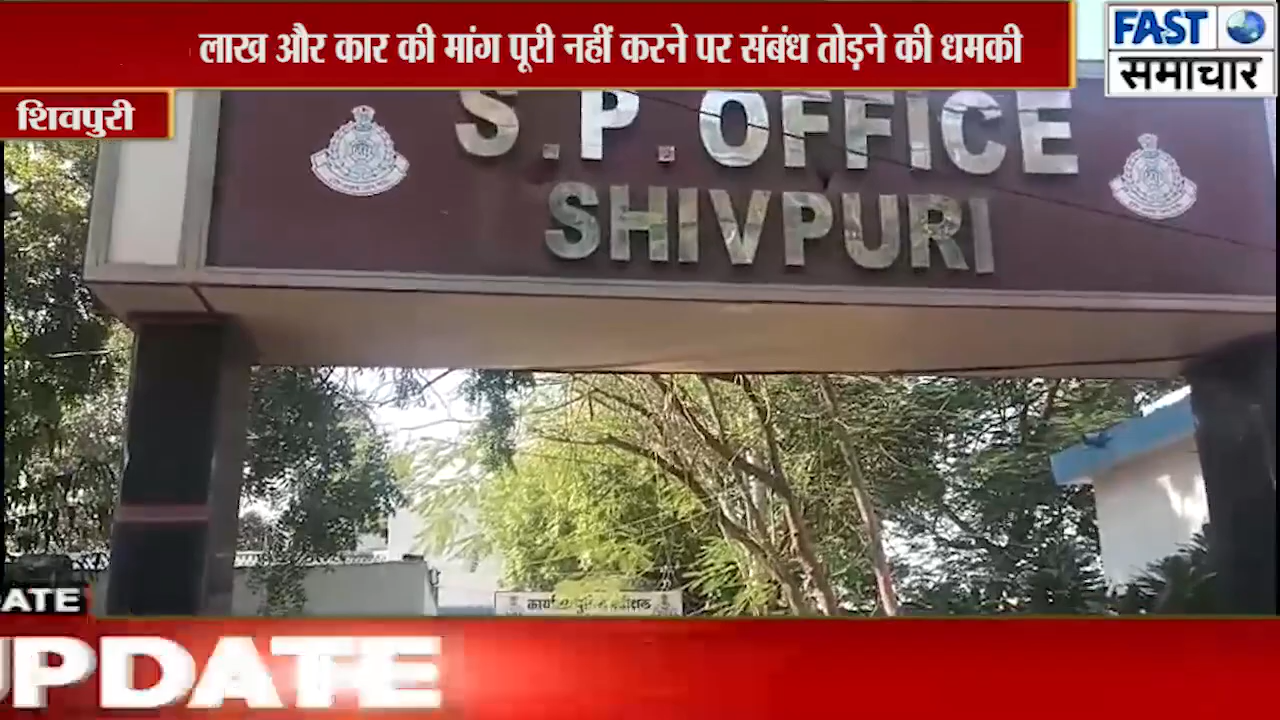 लाख और कार की मांग पूरी नहीं करने पर संबंध तोड़ने की धमकी
FAST
समाचार
शिवपुरी
S.P. OFFICE
SHIVPURI
DATE
UPDATE